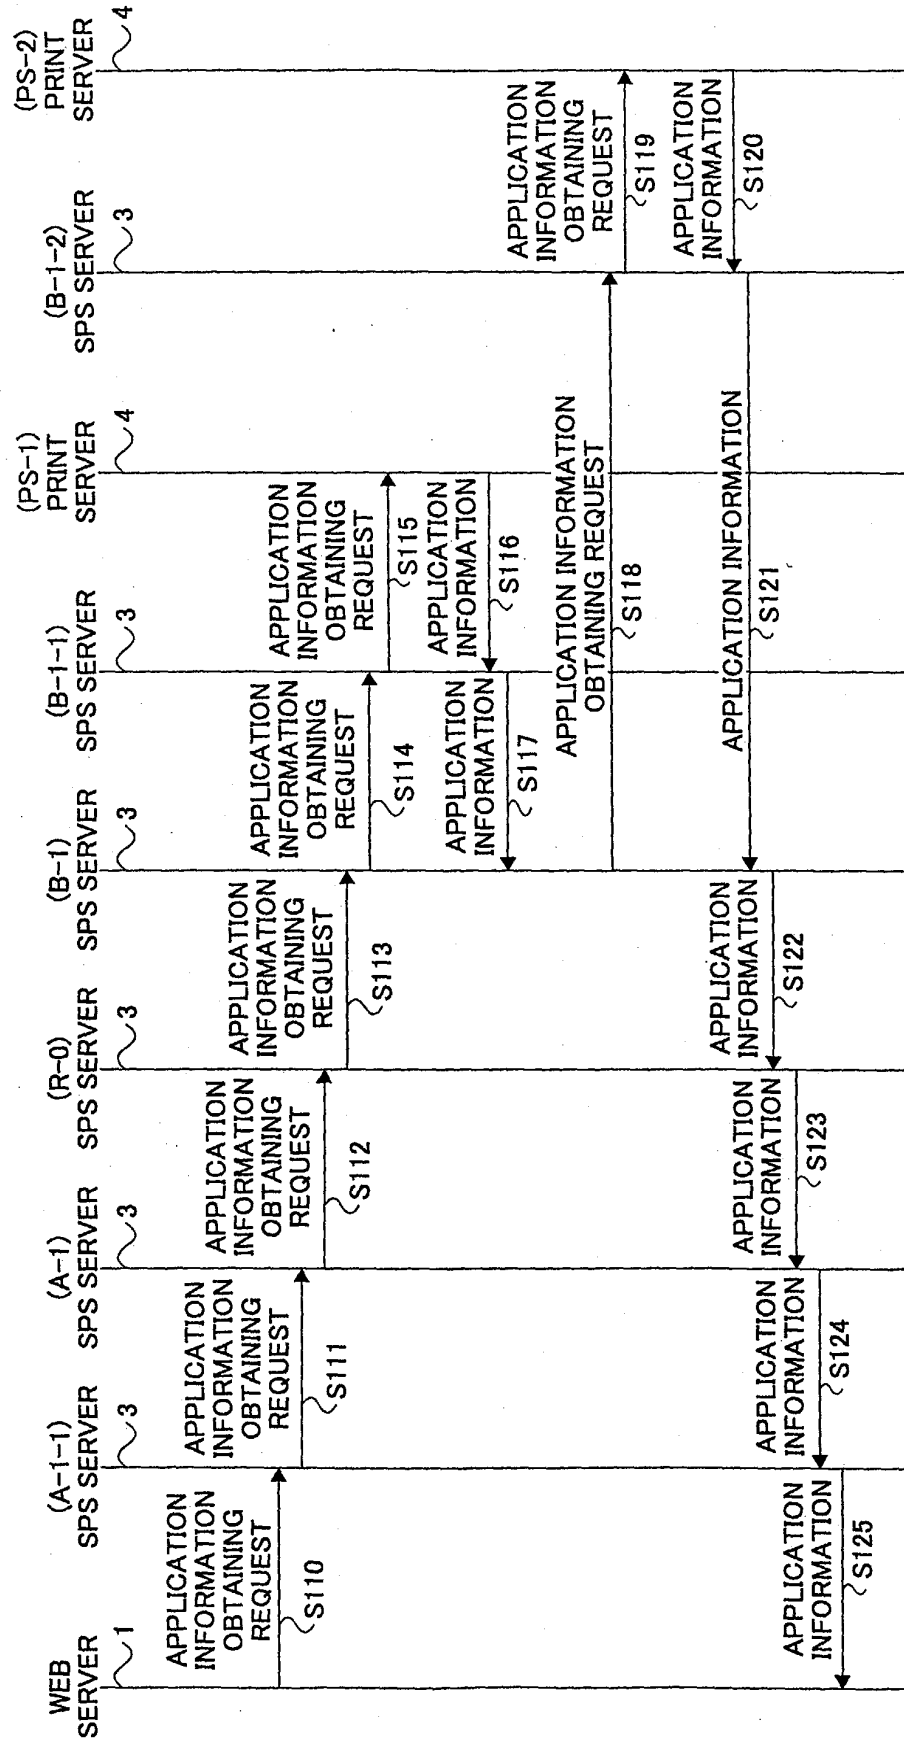 WEB
SERVER
1
(A-1-1)
SPS SERVER
3
(A-1)
SPS SERVER
3
(R-0)
SPS SERVER
3
(B-1)
SPS SERVER
3
(B-1-1)
SPS SERVER
3
(PS-1)
PRINT
SERVER
4
(B-1-2)
SPS SERVER
3
(PS-2)
PRINT
SERVER
4
APPLICATION
INFORMATION
OBTAINING
REQUEST
S110
APPLICATION
INFORMATION
OBTAINING
REQUEST
S111
APPLICATION
INFORMATION
OBTAINING
REQUEST
S112
APPLICATION
INFORMATION
OBTAINING
REQUEST
S113
APPLICATION
INFORMATION
OBTAINING
REQUEST
S114
APPLICATION
INFORMATION
OBTAINING
REQUEST
S115
APPLICATION
INFORMATION
S116
APPLICATION
INFORMATION
S117
APPLICATION INFORMATION
OBTAINING REQUEST
S118
APPLICATION
INFORMATION
OBTAINING
REQUEST
S119
APPLICATION
INFORMATION
S120
APPLICATION INFORMATION
S121
APPLICATION
INFORMATION
S122
APPLICATION
INFORMATION
S123
APPLICATION
INFORMATION
S124
APPLICATION
INFORMATION
S125